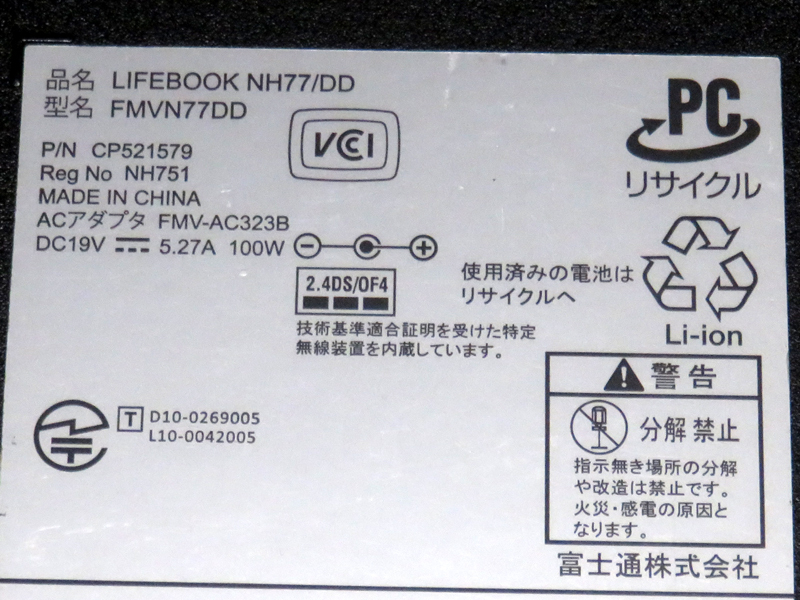 品名 LIFEBOOK NH77/DD
型名 FMVN77DD
P/N CP521579
Reg No NH751
MADE IN CHINA
ACアダプタ FMV-AC323B
DC19V 5.27A 100W
VCCI
2.4DS/OF4
技術基準適合証明を受けた特定
無線装置を内蔵しています。
T D10-0269005
L10-0042005
PC
リサイクル
使用済みの電池は
リサイクルへ
Li-ion
警告
分解禁止
指示無き場所の分解
や改造は禁止です。
火災・感電の原因と
なります。
富士通株式会社